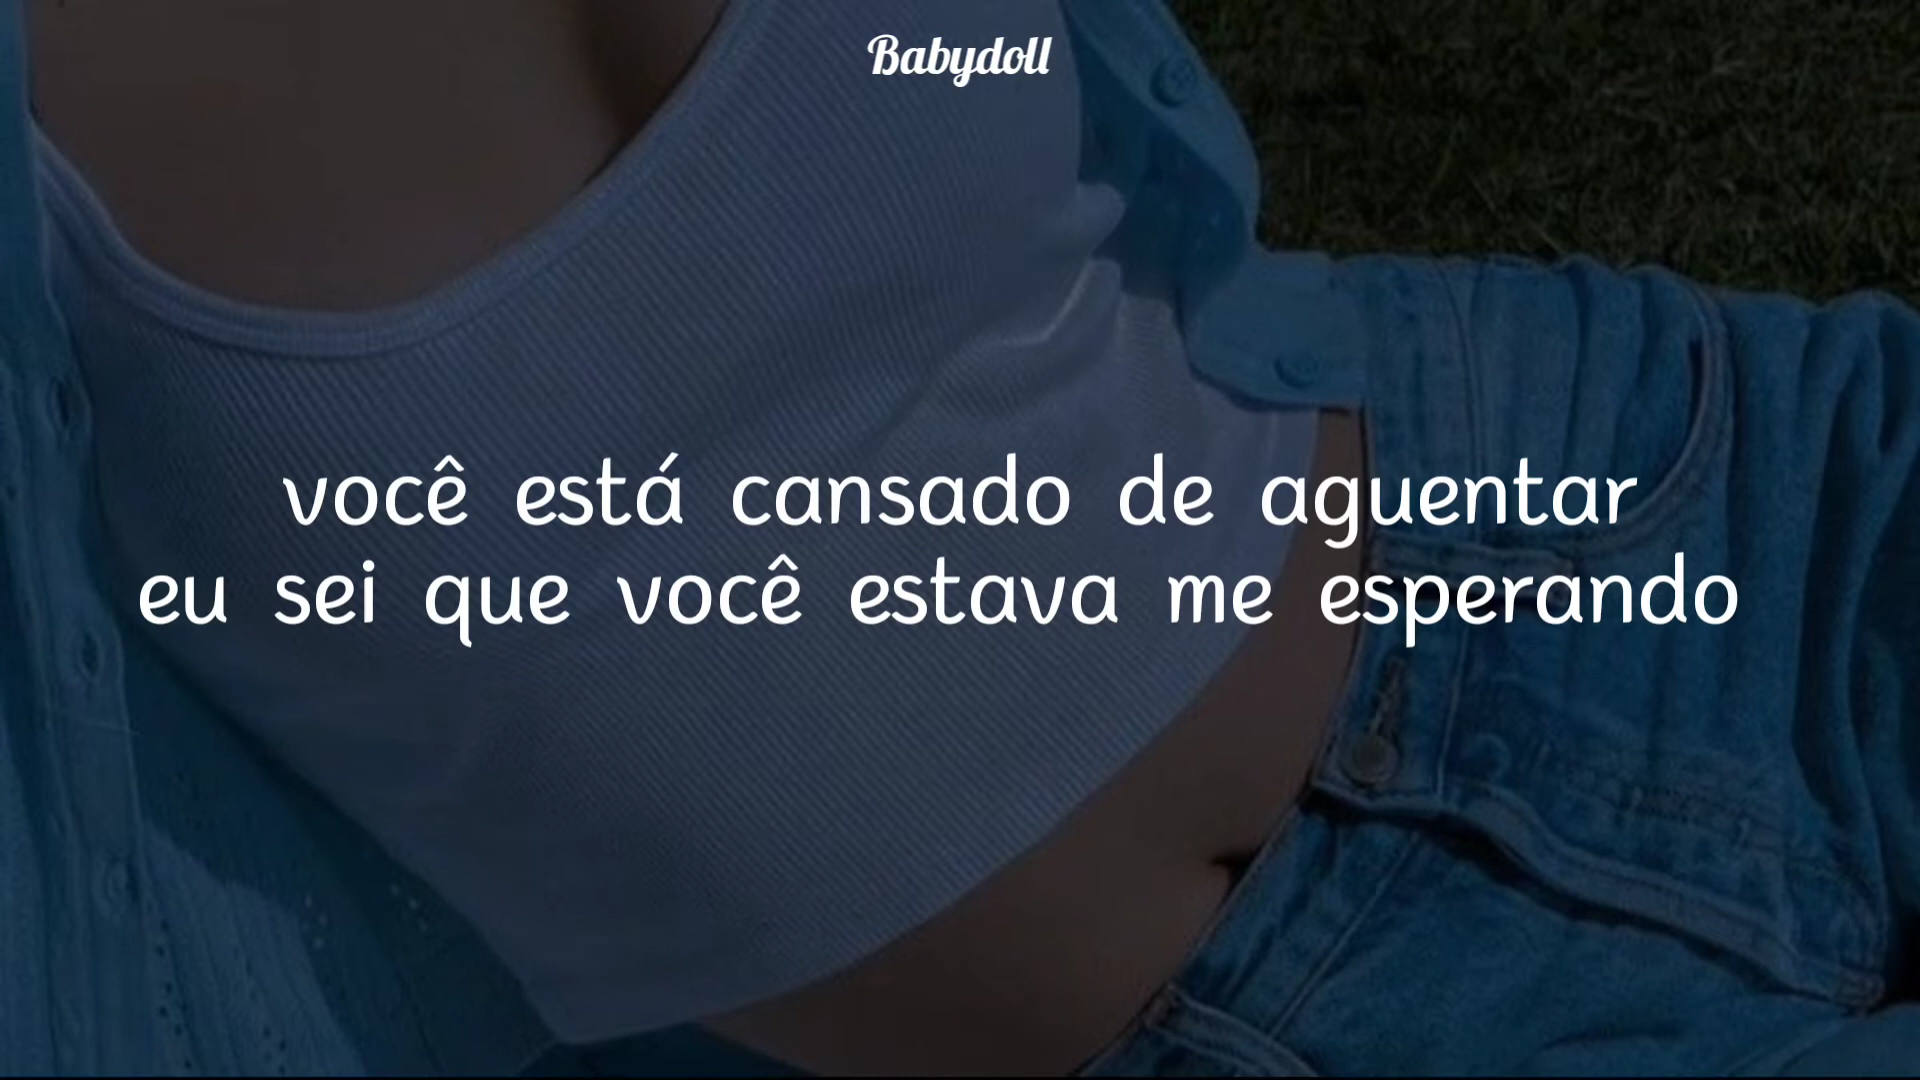 Babydoll
você está cansado de aguentar
eu sei que você estava me esperando